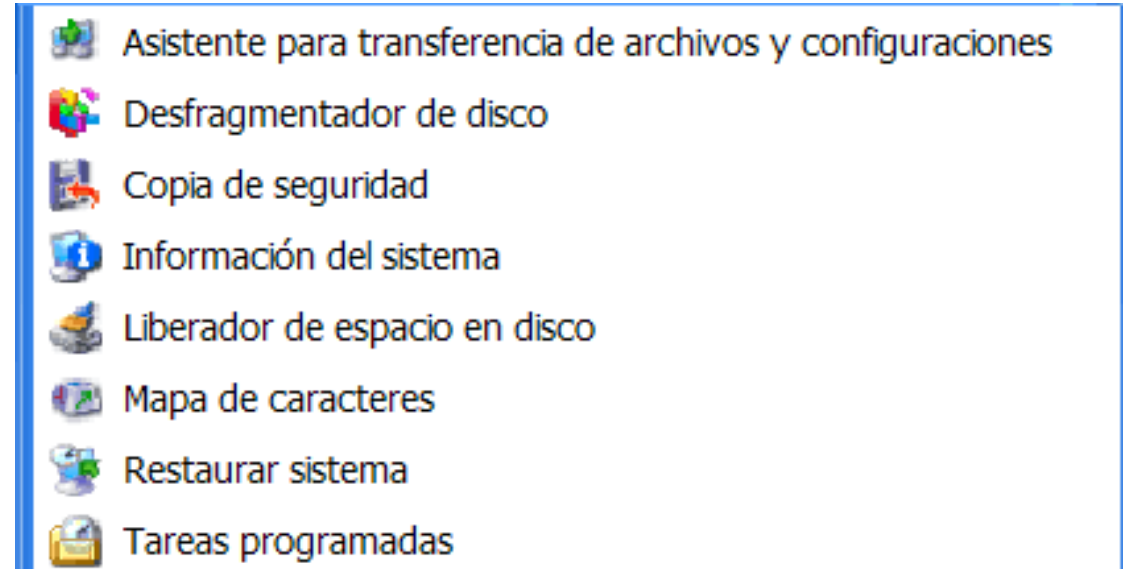 Asistente para transferencia de archivos y configuraciones
Desfragmentador de disco
Copia de seguridad
Información del sistema
Liberador de espacio en disco
Mapa de caracteres
Restaurar sistema
Tareas programadas